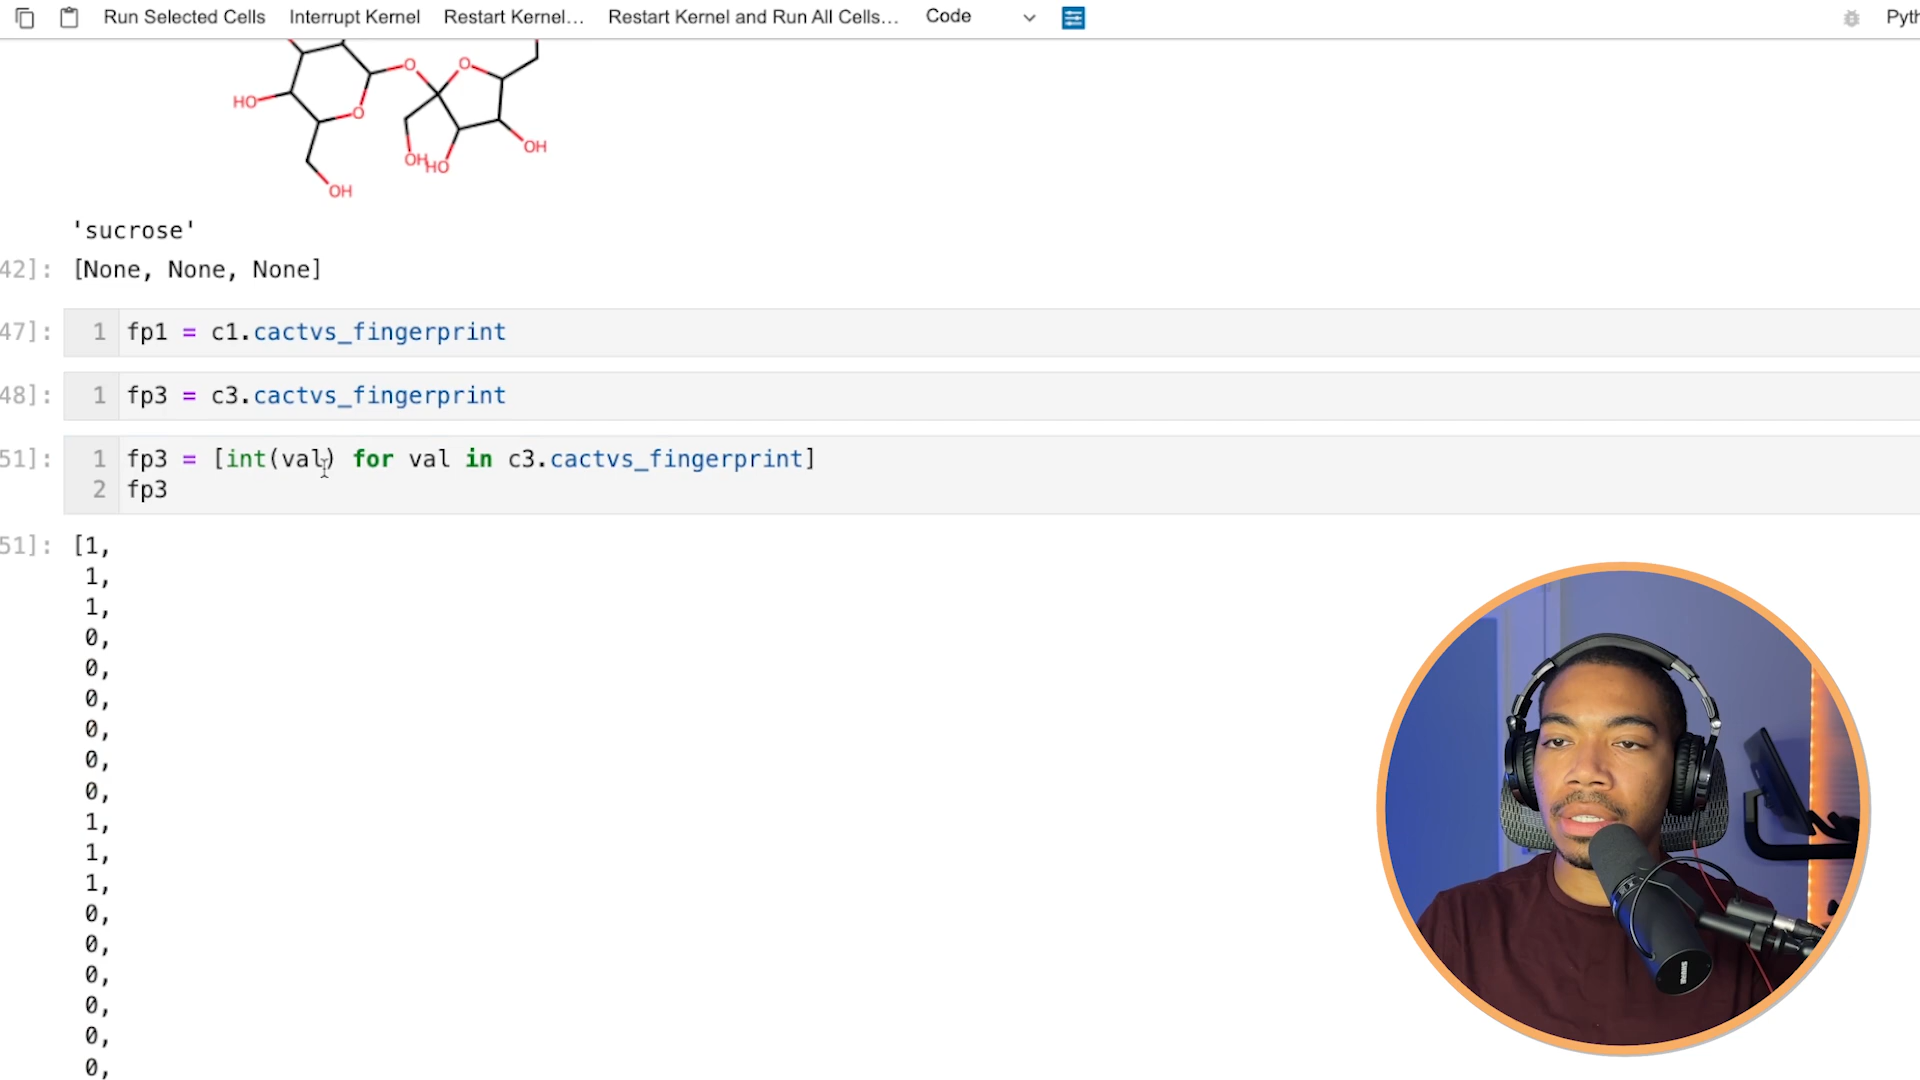 Run Selected Cells Interrupt Kernel Restart Kernel… Restart Kernel and Run All Cells… Code Pyth
O O
HO O
OH HO OH
OH
'sucrose'
42]: [None, None, None]
47]: 1 fp1 = c1.cactvs_fingerprint
48]: 1 fp3 = c3.cactvs_fingerprint
51]: 1 fp3 = [int(val) for val in c3.cactvs_fingerprint]
2 fp3
51]: [1,
1,
1,
0,
0,
0,
0,
0,
0,
1,
1,
1,
0,
0,
0,
0,
0,
0,
SHURE